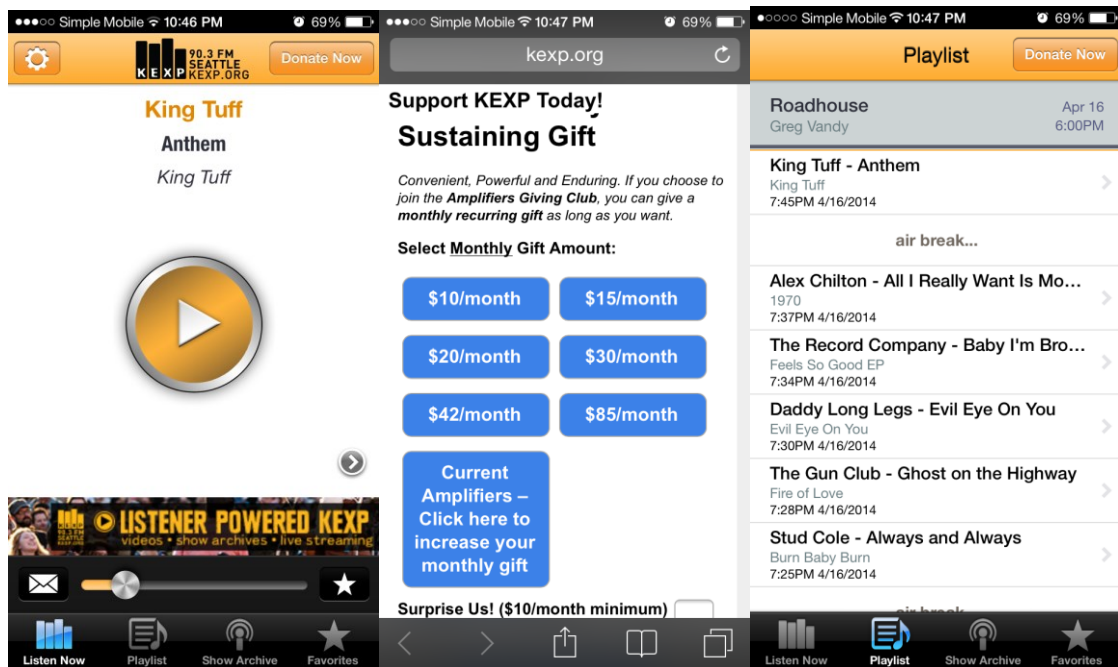 Simple Mobile 10:46 PM 69%
90.3 FM
SEATTLE
KEXP KEXP.ORG
Donate Now
King Tuff
Anthem
King Tuff
LISTENER POWERED KEXP
videos • show archives • live streaming
Listen Now Playlist Show Archive Favorites
Simple Mobile 10:47 PM 69%
kexp.org
Support KEXP Today!
Sustaining Gift
Convenient, Powerful and Enduring. If you choose to
join the Amplifiers Giving Club, you can give a
monthly recurring gift as long as you want.
Select Monthly Gift Amount:
$10/month $15/month
$20/month $30/month
$42/month $85/month
Current
Amplifiers –
Click here to
increase your
monthly gift
Surprise Us! ($10/month minimum)
Simple Mobile 10:47 PM 69%
Playlist Donate Now
Roadhouse Apr 16
Greg Vandy 6:00PM
King Tuff - Anthem
King Tuff
7:45PM 4/16/2014
air break...
Alex Chilton - All I Really Want Is Mo...
1970
7:37PM 4/16/2014
The Record Company - Baby I'm Bro...
Feels So Good EP
7:34PM 4/16/2014
Daddy Long Legs - Evil Eye On You
Evil Eye On You
7:30PM 4/16/2014
The Gun Club - Ghost on the Highway
Fire of Love
7:28PM 4/16/2014
Stud Cole - Always and Always
Burn Baby Burn
7:25PM 4/16/2014
air break
Listen Now Playlist Show Archive Favorites